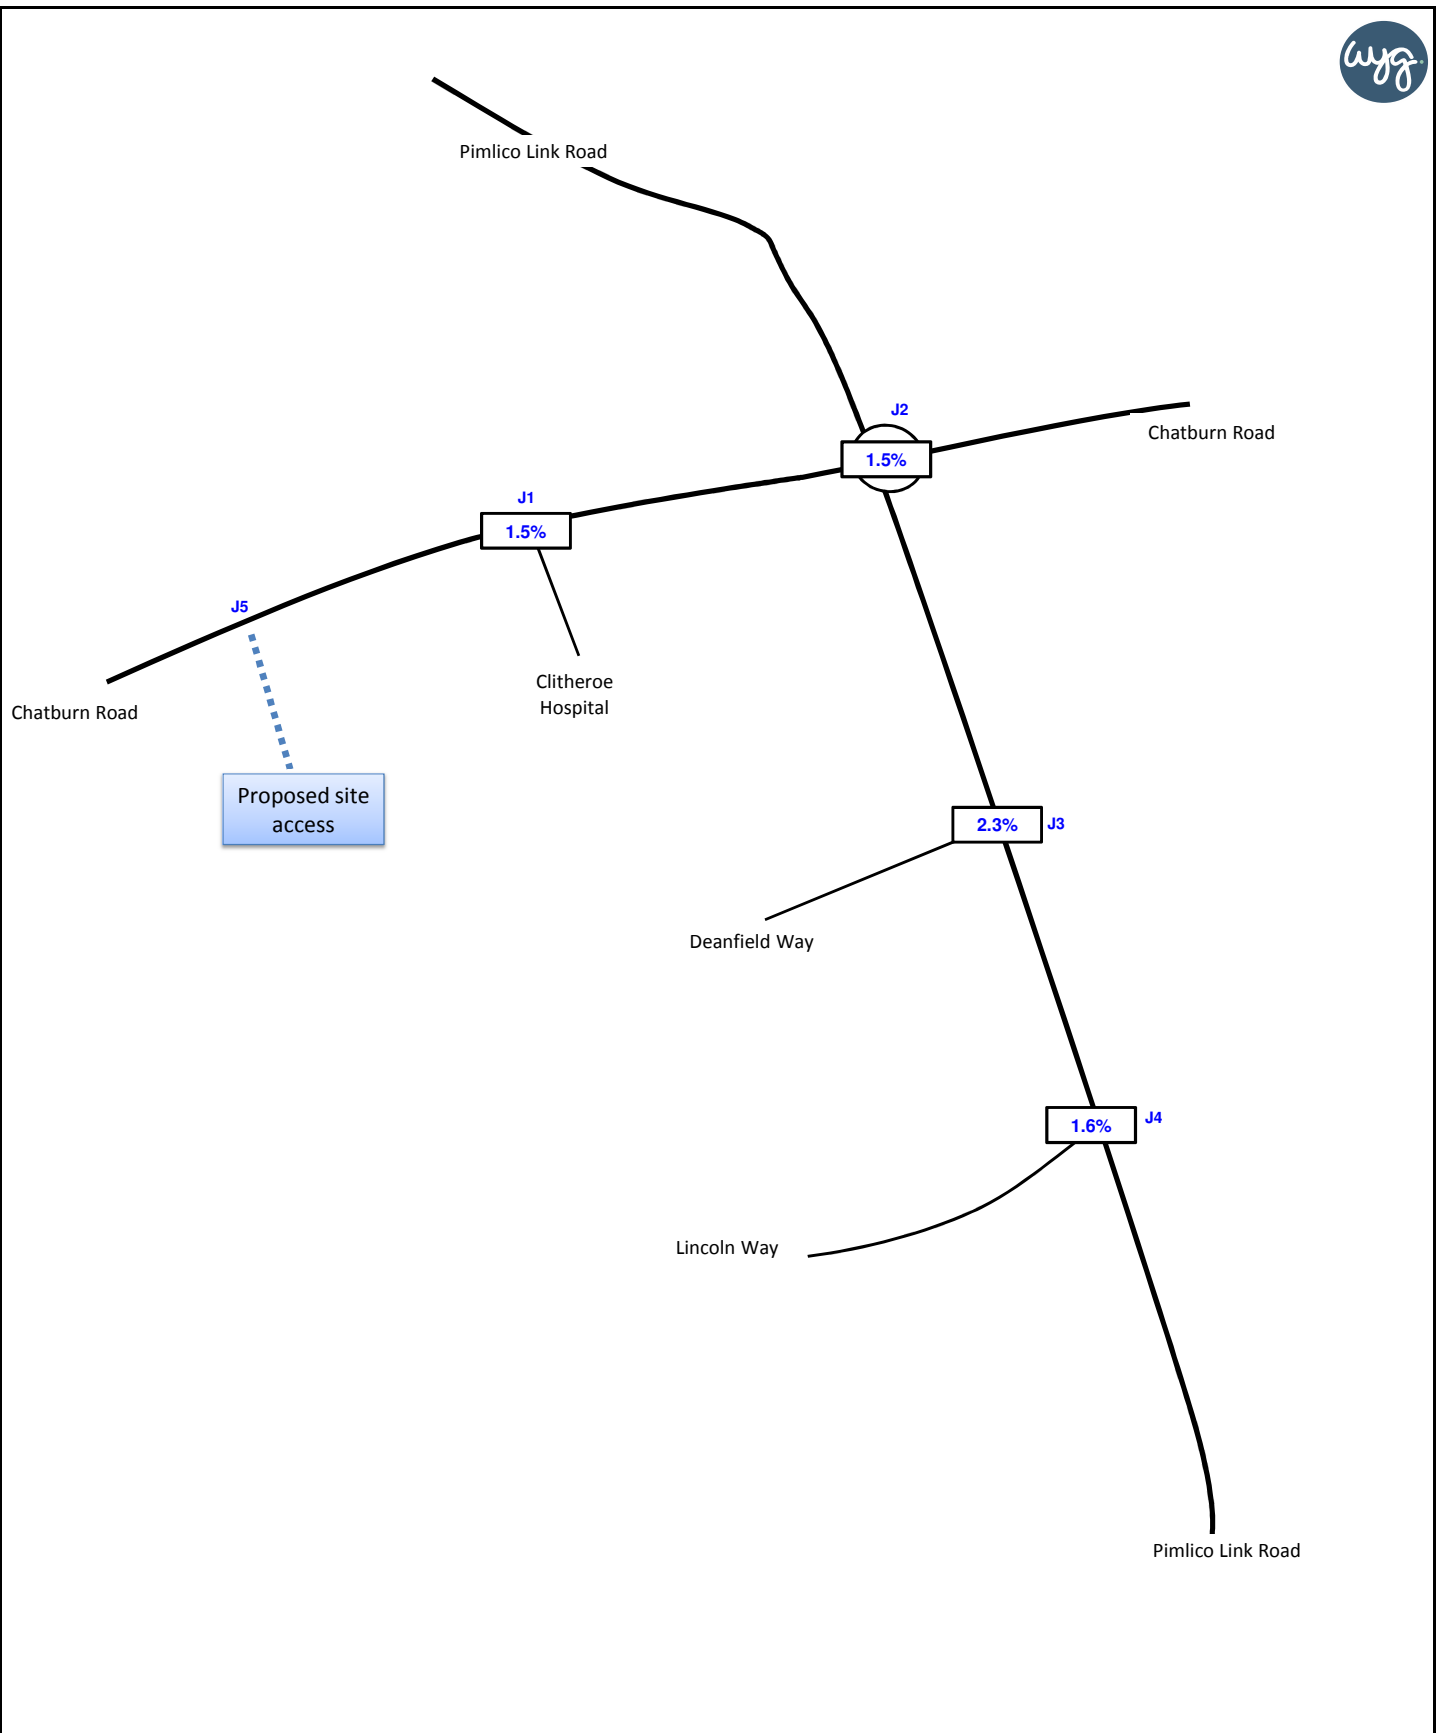 wyg.
Pimlico Link Road
J2
Chatburn Road
1.5%
J1
1.5%
J5
Clitheroe
Hospital
Chatburn Road
Proposed site
access
2.3%
J3
Deanfield Way
J4
1.6%
Lincoln Way
Pimlico Link Road